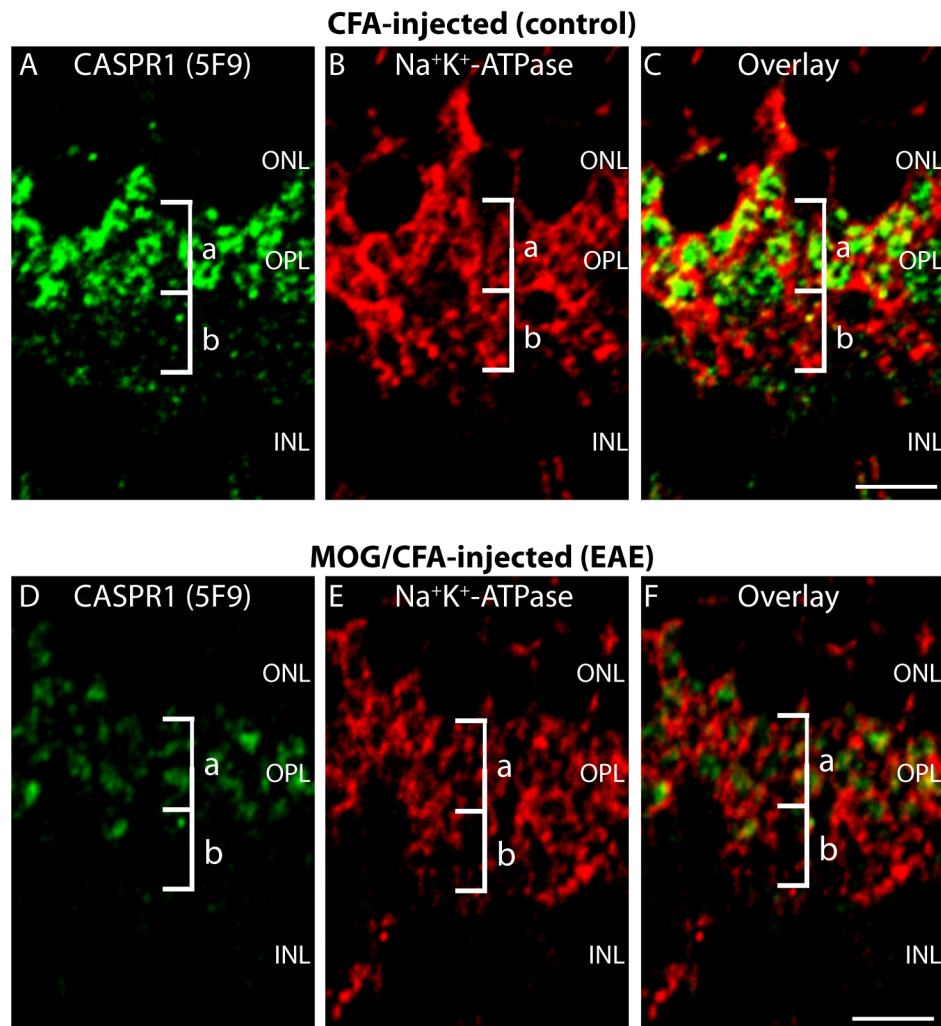 CFA-injected (control)
A CASPR1 (5F9)
B Na⁺K⁺-ATPase
C Overlay
ONL
a
OPL
b
INL
ONL
a
OPL
b
INL
ONL
a
OPL
b
INL
MOG/CFA-injected (EAE)
D CASPR1 (5F9)
E Na⁺K⁺-ATPase
F Overlay
ONL
a
OPL
b
INL
ONL
a
OPL
b
INL
ONL
a
OPL
b
INL